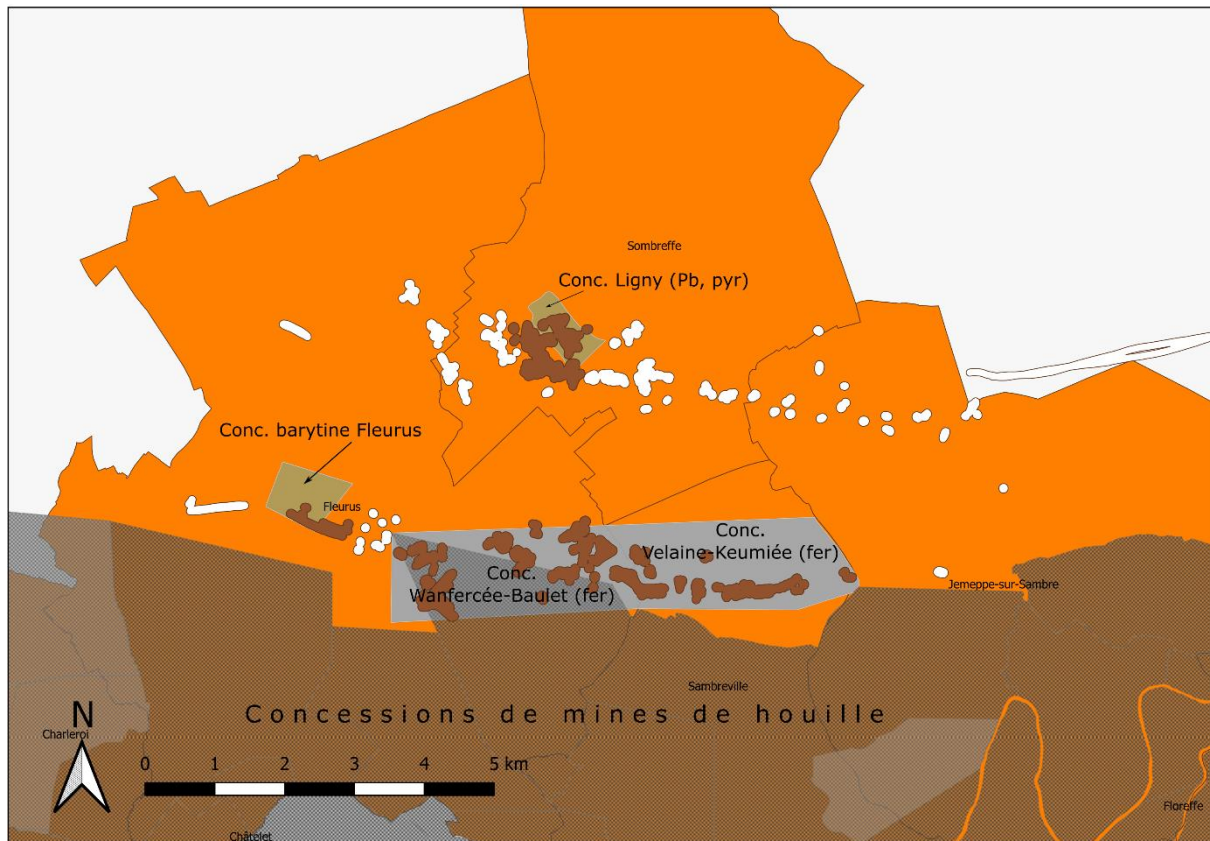 Sombreffe
Conc. Ligny (Pb, pyr)
Conc. barytine Fleurus
Fleurus
Conc.
Velaine-Keumiée (fer)
Conc.
Wanfercée-Baulet (fer)
Jemeppe-sur-Sambre
Sambreville
Concessions de mines de houille
N
Charleroi
0 1 2 3 4 5 km
Floreffe
Châtelet